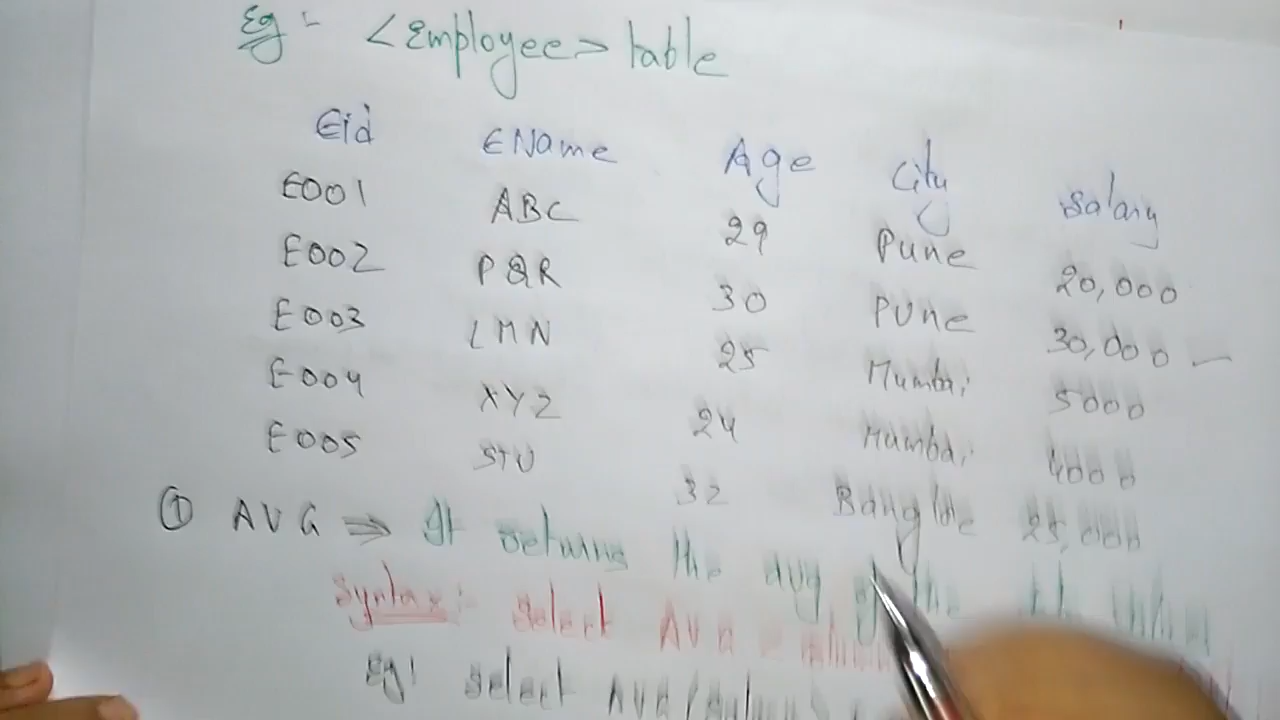 Eg:- <Employee> table
Eid EName Age City Salary
E001 ABC 29 Pune 20,000
E002 PQR 30 Pune 30,000 -
E003 LMN 25 Mumbai 5000
E004 XYZ 24 Mumbai 4000
E005 STU 32 25,000
① AVG ⇒ It returns the avg of the
Syntax: select AVG
Eg: select AVG(